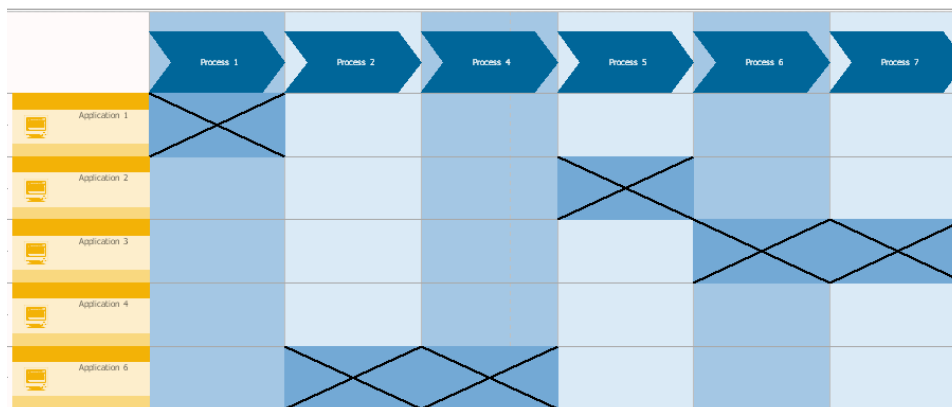 Process 1
Process 2
Process 4
Process 5
Process 6
Process 7
Application 1
Application 2
Application 3
Application 4
Application 6